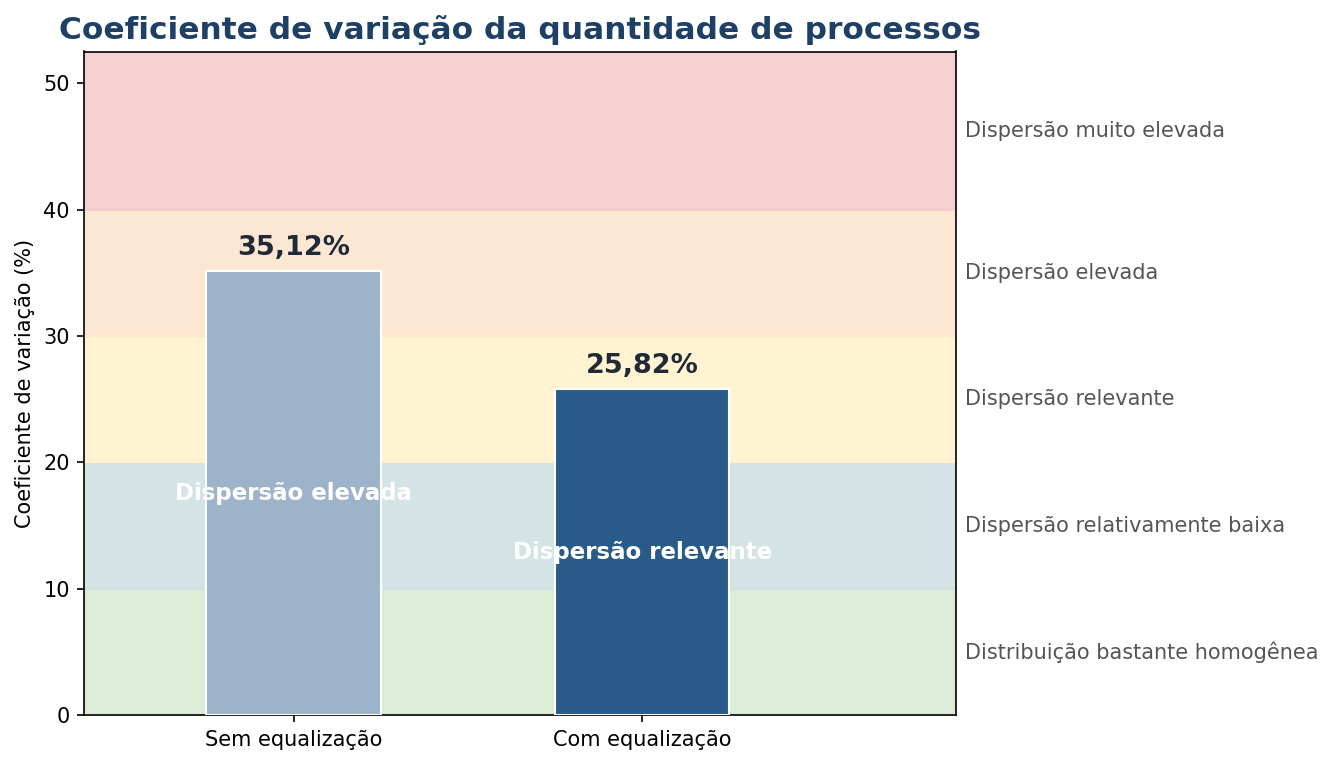 Coeficiente de variação da quantidade de processos
Coeficiente de variação (%)
50
40
30
20
10
0
35,12%
25,82%
Dispersão elevada
Dispersão relevante
Sem equalização
Com equalização
Dispersão muito elevada
Dispersão elevada
Dispersão relevante
Dispersão relativamente baixa
Distribuição bastante homogênea